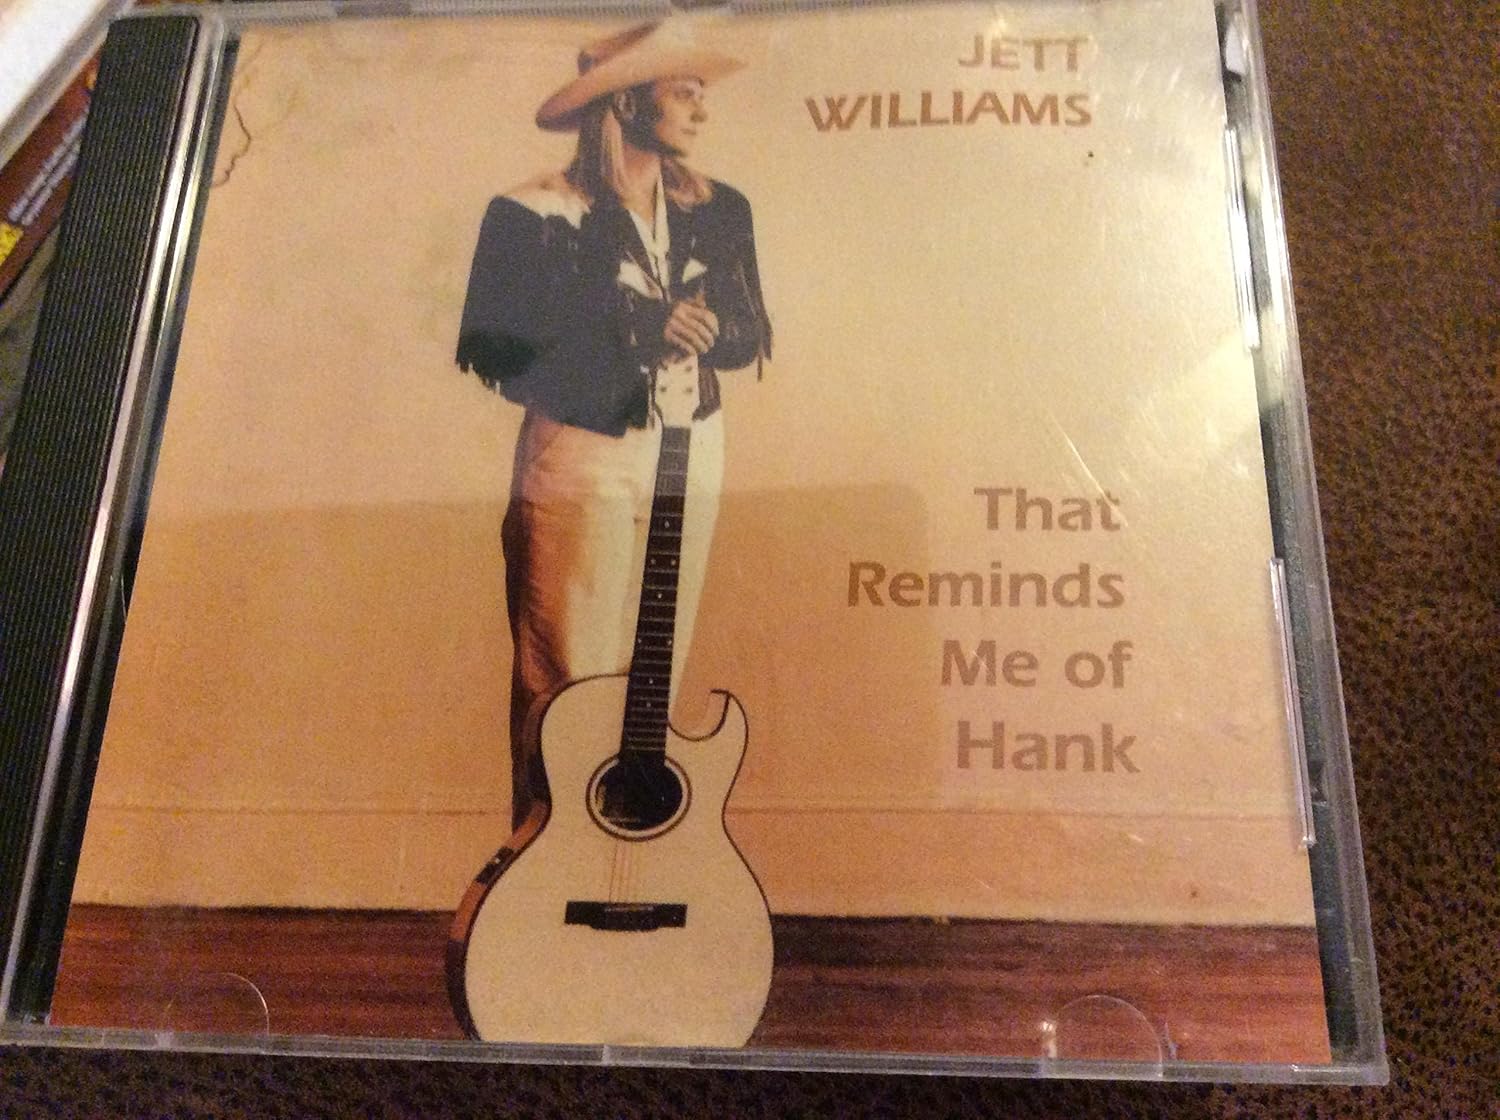 JETT
WILLIAMS
That
Reminds
Me of
Hank